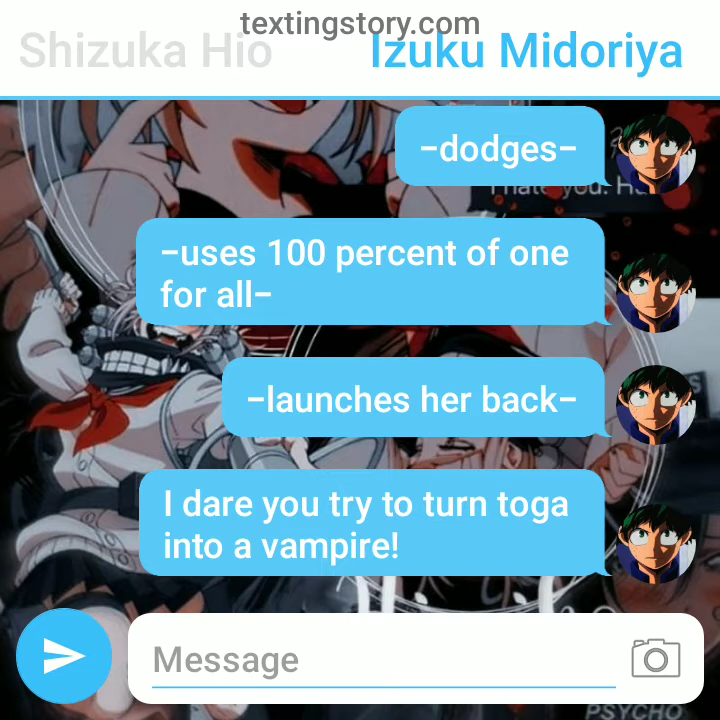 textingstory.com
Shizuka Hio
Izuku Midoriya
-dodges-
-uses 100 percent of one
for all-
-launches her back-
I dare you try to turn toga
into a vampire!
Message
PSYCHO